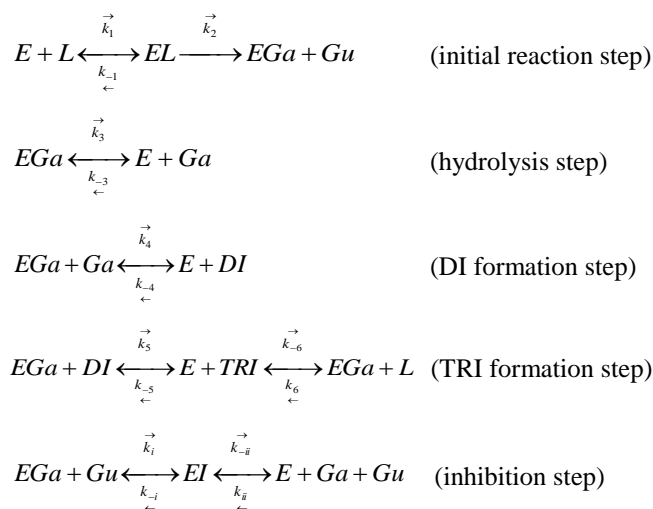 E + L ⟷ EL ⟶ EGa + Gu (initial reaction step)
k₁ → k₋₁ ← k₂ →
EGa ⟷ E + Ga (hydrolysis step)
k₃ → k₋₃ ←
EGa + Ga ⟷ E + DI (DI formation step)
k₄ → k₋₄ ←
EGa + DI ⟷ E + TRI ⟷ EGa + L (TRI formation step)
k₅ → k₋₅ ← k₋₆ → k₆ ←
EGa + Gu ⟷ EI ⟷ E + Ga + Gu (inhibition step)
kᵢ → k₋ᵢ ← k₋ᵢᵢ → kᵢᵢ ←